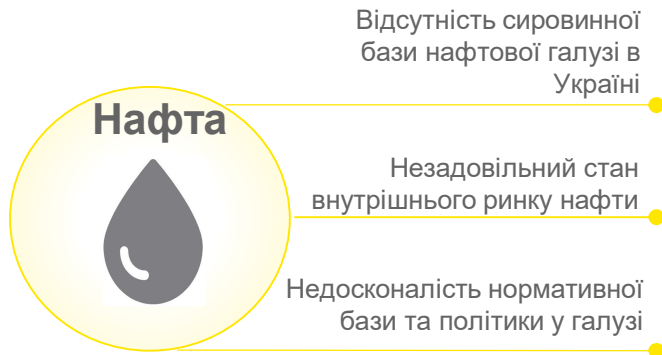 Відсутність сировинної
бази нафтової галузі в
Україні
Нафта
Незадовільний стан
внутрішнього ринку нафти
Недосконалість нормативної
бази та політики у галузі